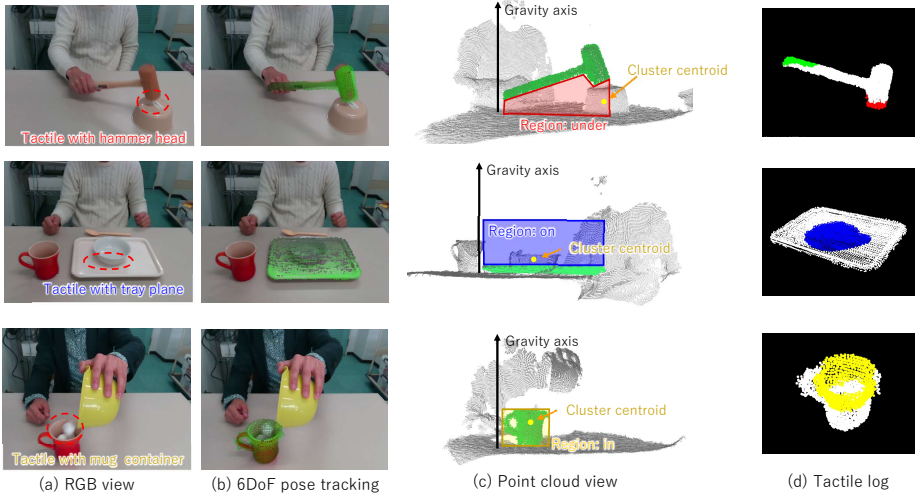 Gravity axis
Cluster centroid
Tactile with hammer head
Region: under
Gravity axis
Region: on
Cluster centroid
Tactile with tray plane
Gravity axis
Cluster centroid
Region: in
Tactile with mug container
(a) RGB view
(b) 6DoF pose tracking
(c) Point cloud view
(d) Tactile log